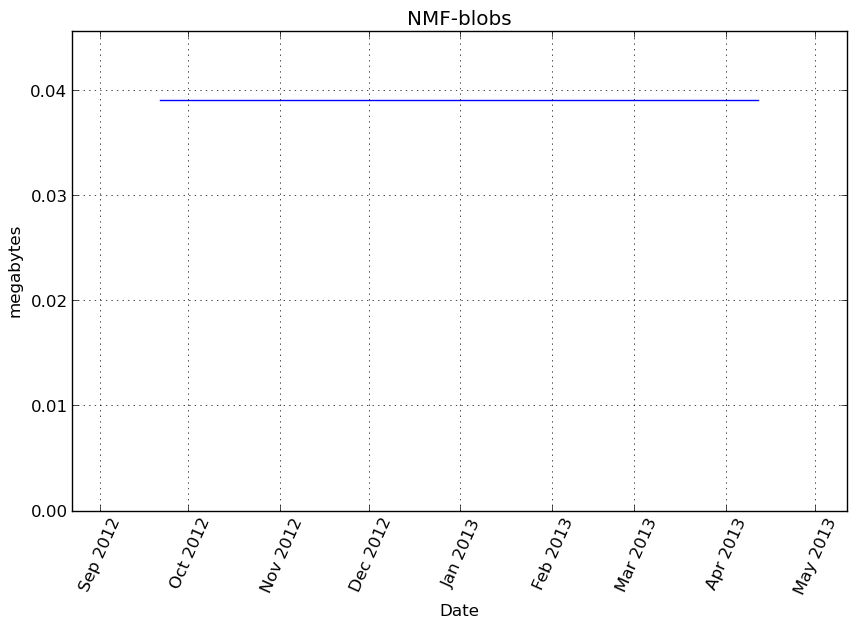 NMF-blobs
0.04
0.03
0.02
0.01
0.00
megabytes
Sep 2012
Oct 2012
Nov 2012
Dec 2012
Jan 2013
Feb 2013
Mar 2013
Apr 2013
May 2013
Date